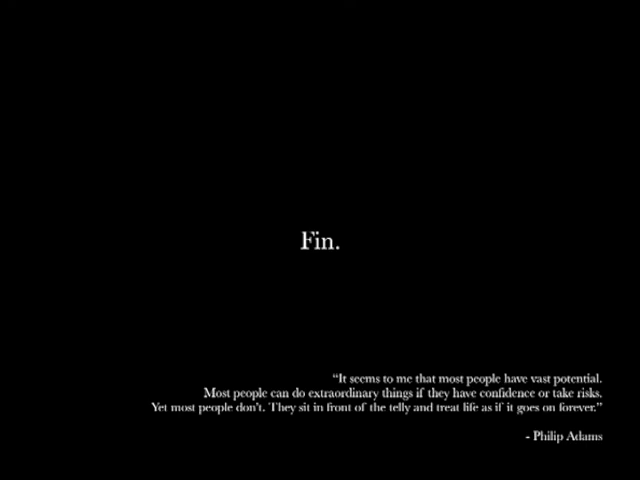 Fin.
“It seems to me that most people have vast potential.
Most people can do extraordinary things if they have confidence or take risks.
Yet most people don’t. They sit in front of the telly and treat life as if it goes on forever.”
- Philip Adams